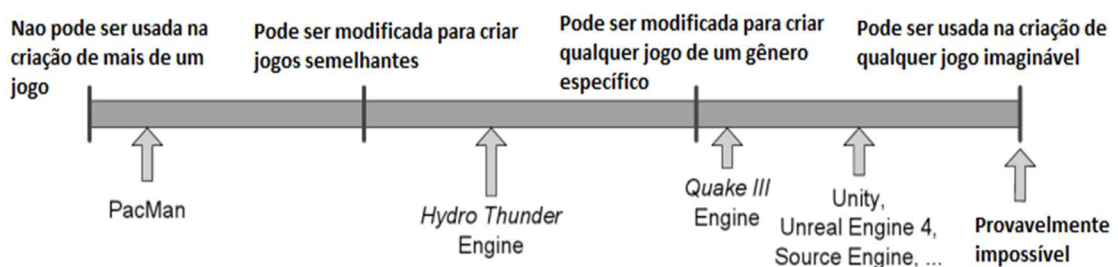 Nao pode ser usada na
criação de mais de um
jogo
Pode ser modificada para criar
jogos semelhantes
Pode ser modificada para criar
qualquer jogo de um gênero
específico
Pode ser usada na criação de
qualquer jogo imaginável
PacMan
Hydro Thunder
Engine
Quake III
Engine
Unity,
Unreal Engine 4,
Source Engine, ...
Provavelmente
impossível